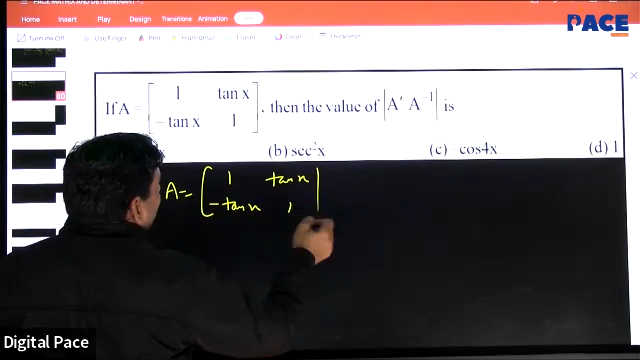 PACE MATRIX AND DETERMINANT
Home Insert Draw Design Transitions Animation
Turn Ink Off Use Finger Pen Highlighter Eraser Color Thickness
PACE
80
If A = [ 1 tan x
-tan x 1 ], then the value of |A′ A⁻¹| is
x (b) sec²x (c) –cos4x (d) 1
A = [ 1 tan x
-tan x 1
Digital Pace